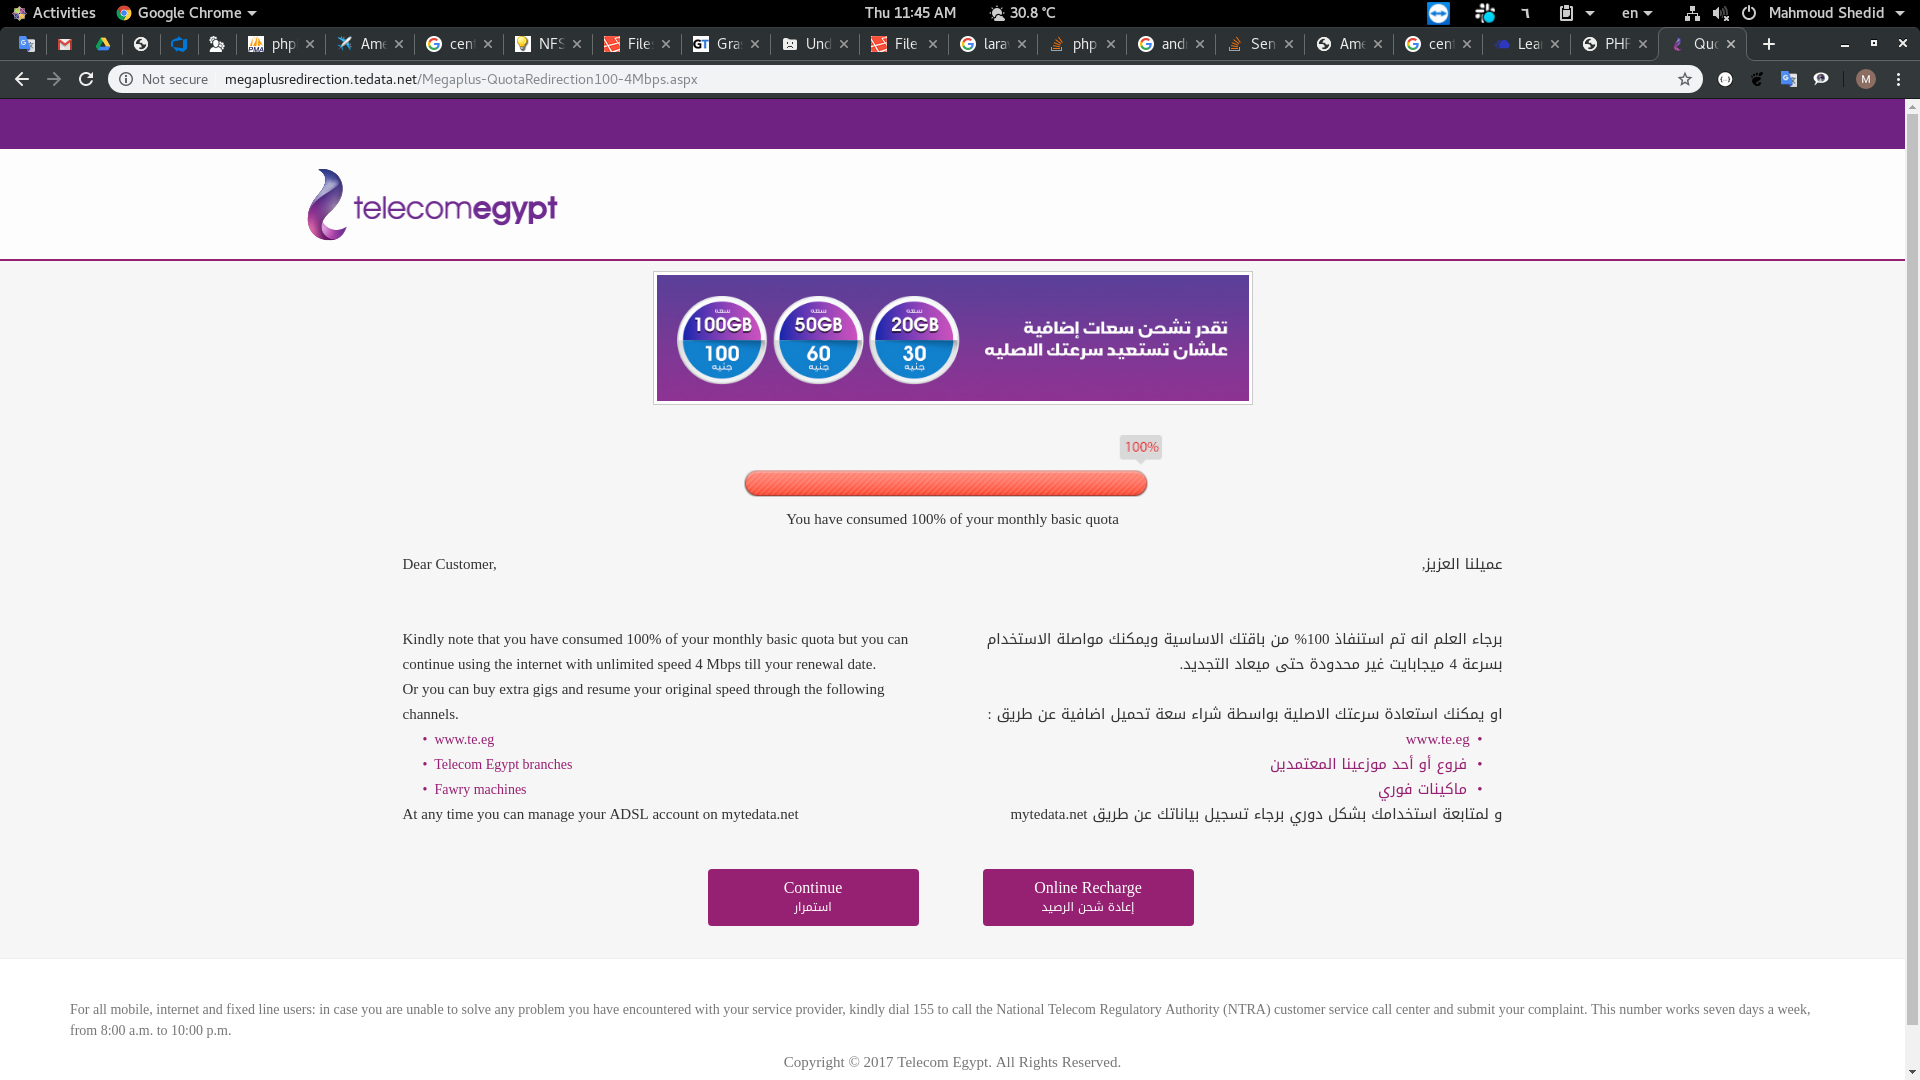 Activities Google Chrome Thu 11:45 AM 30.8 °C en Mahmoud Shedid
php Ame cent NFS File Gra Und File larav php andr Sen Ame cent Lear PHP Quo
Not secure megaplusredirection.tedata.net/Megaplus-QuotaRedirection100-4Mbps.aspx M
telecomegypt
سعة 100GB 100 جنيه
سعة 50GB 60 جنيه
سعة 20GB 30 جنيه
تقدر تشحن سعات إضافية
علشان تستعيد سرعتك الاصليه
100%
You have consumed 100% of your monthly basic quota
Dear Customer,
Kindly note that you have consumed 100% of your monthly basic quota but you can
continue using the internet with unlimited speed 4 Mbps till your renewal date.
Or you can buy extra gigs and resume your original speed through the following
channels.
• www.te.eg
• Telecom Egypt branches
• Fawry machines
At any time you can manage your ADSL account on mytedata.net
عميلنا العزيز,
برجاء العلم انه تم استنفاذ 100% من باقتك الاساسية ويمكنك مواصلة الاستخدام
بسرعة 4 ميجابايت غير محدودة حتى ميعاد التجديد.
او يمكنك استعادة سرعتك الاصلية بواسطة شراء سعة تحميل اضافية عن طريق :
• www.te.eg
• فروع أو أحد موزعينا المعتمدين
• ماكينات فوري
و لمتابعة استخدامك بشكل دوري برجاء تسجيل بياناتك عن طريق mytedata.net
Continue
استمرار
Online Recharge
إعادة شحن الرصيد
For all mobile, internet and fixed line users: in case you are unable to solve any problem you have encountered with your service provider, kindly dial 155 to call the National Telecom Regulatory Authority (NTRA) customer service call center and submit your complaint. This number works seven days a week,
from 8:00 a.m. to 10:00 p.m.
Copyright © 2017 Telecom Egypt. All Rights Reserved.